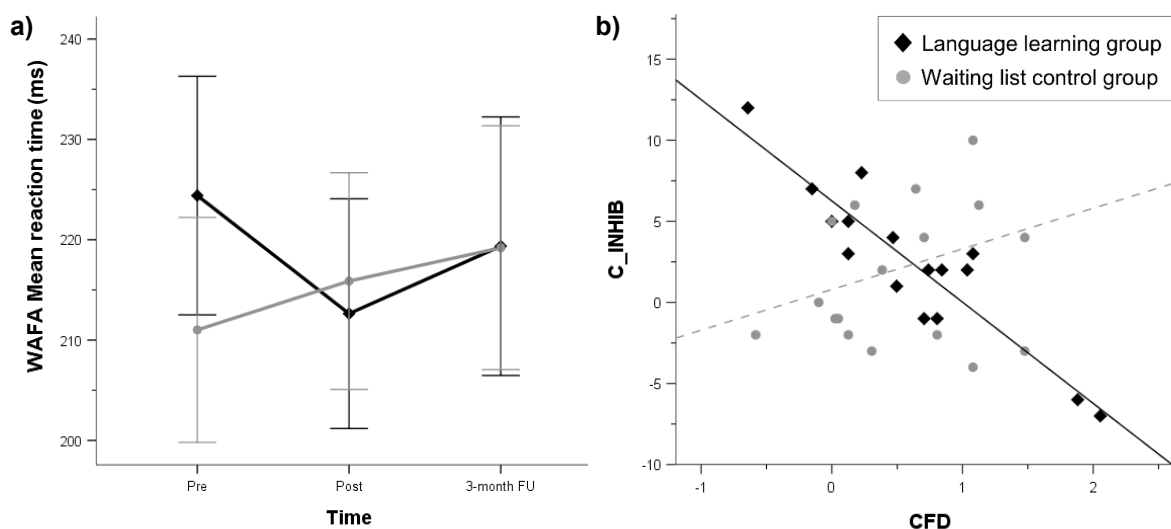 a)
WAFA Mean reaction time (ms)
240
230
220
210
200
Pre
Post
3-month FU
Time
b)
Language learning group
Waiting list control group
C_INHIB
15
10
5
0
-5
-10
-1
0
1
2
CFD